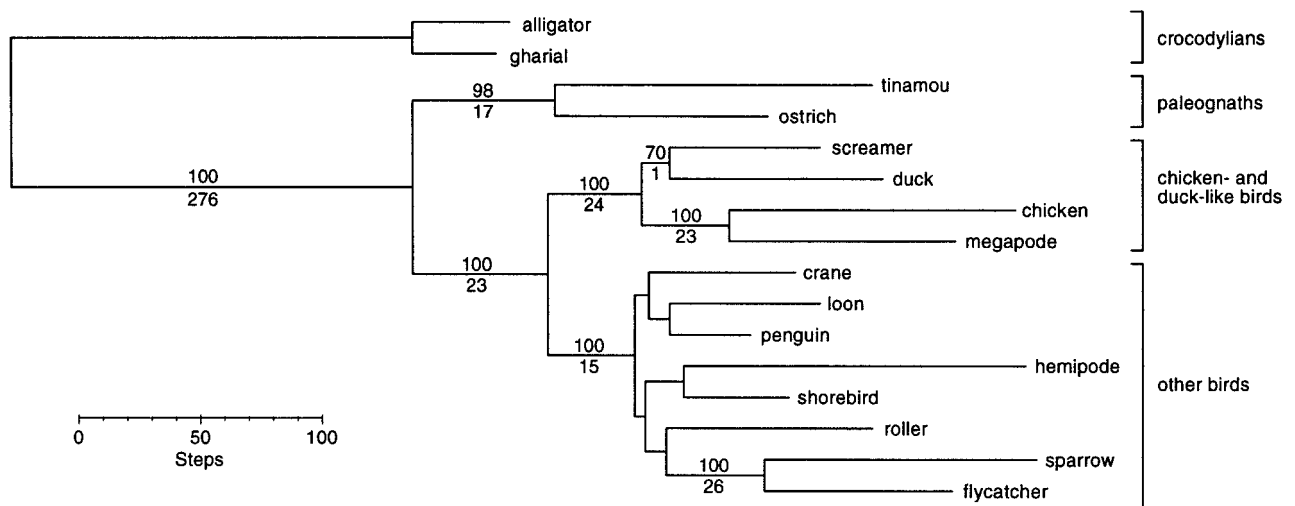 alligator
gharial
crocodylians
98
17
tinamou
ostrich
paleognaths
100
276
70
1
screamer
duck
100
24
100
23
chicken
megapode
chicken- and
duck-like birds
100
23
crane
loon
penguin
100
15
hemipode
shorebird
roller
100
26
sparrow
flycatcher
other birds
0 50 100
Steps